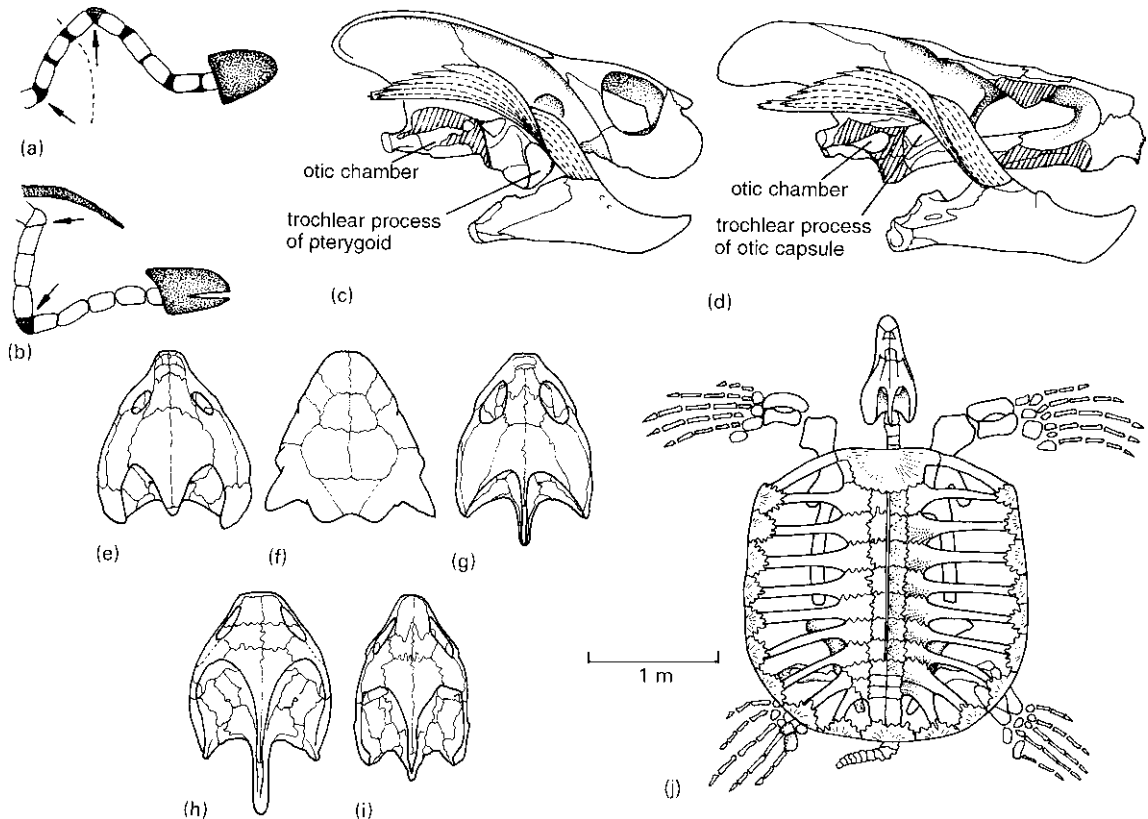 (a)
(b)
otic chamber
trochlear process
of pterygoid
(c)
otic chamber
trochlear process
of otic capsule
(d)
(e)
(f)
(g)
(h)
(i)
1 m
(j)